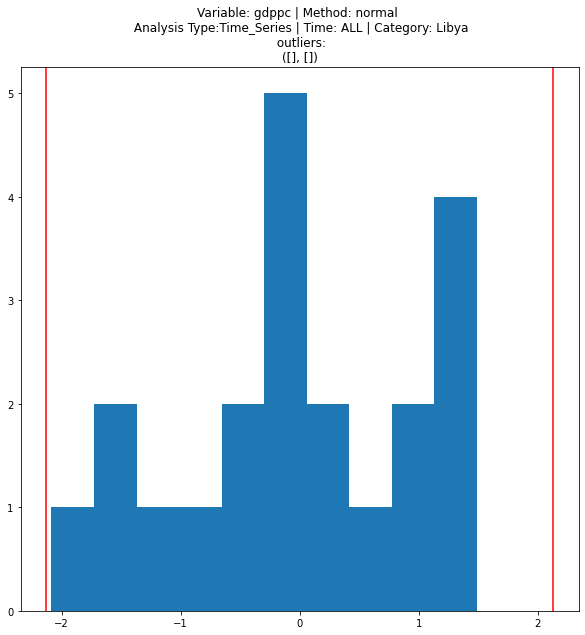 Variable: gdppc | Method: normal
Analysis Type:Time_Series | Time: ALL | Category: Libya
outliers:
([], [])
5
4
3
2
1
0
−2 −1 0 1 2